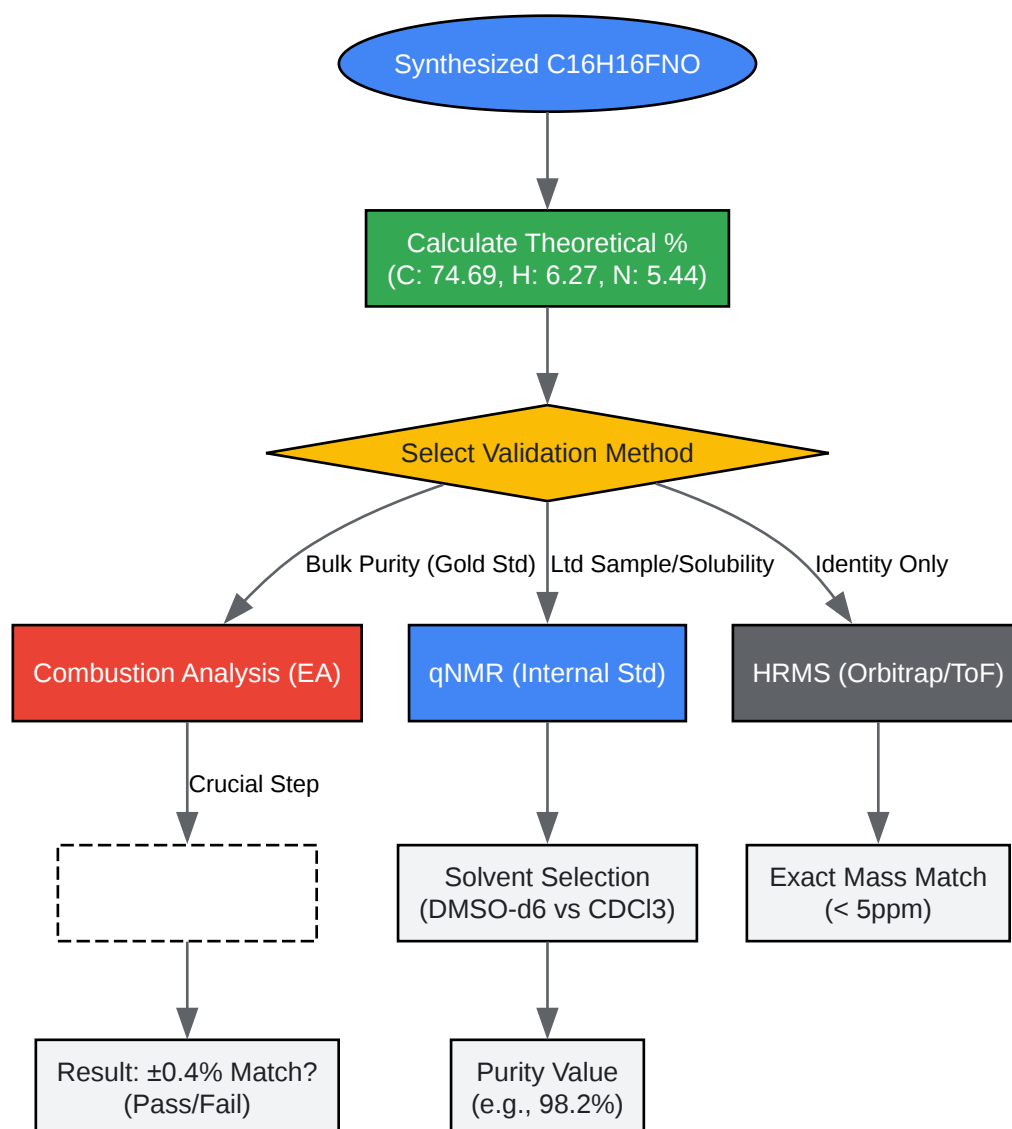 Synthesized C16H16FNO
Calculate Theoretical %
(C: 74.69, H: 6.27, N: 5.44)
Select Validation Method
Bulk Purity (Gold Std)
Ltd Sample/Solubility
Identity Only
Combustion Analysis (EA)
qNMR (Internal Std)
HRMS (Orbitrap/ToF)
Crucial Step
Solvent Selection
(DMSO-d6 vs CDCl3)
Exact Mass Match
(< 5ppm)
Result: ±0.4% Match?
(Pass/Fail)
Purity Value
(e.g., 98.2%)